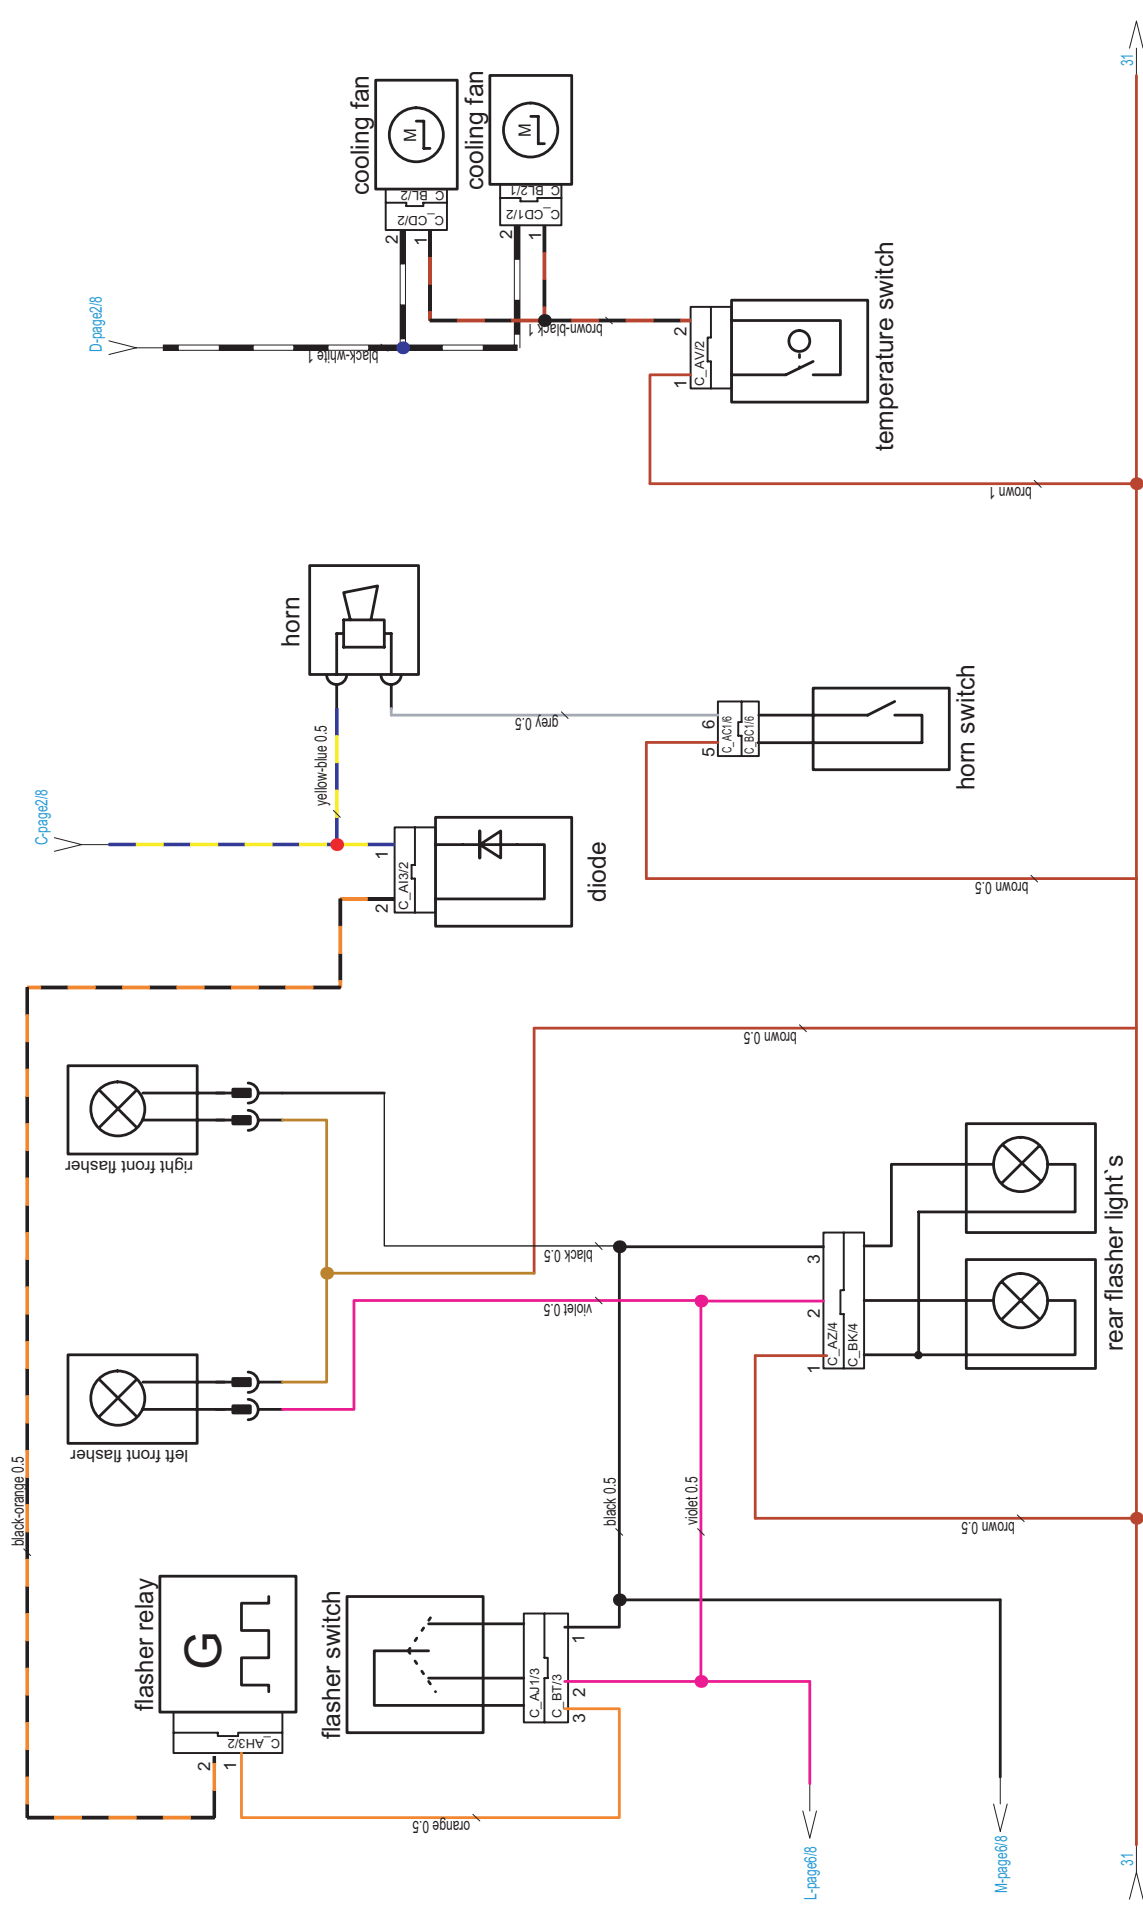 31
cooling fan
M
C_BL/2
C_CD/2
2
1
cooling fan
M
C_BL2/1
C_CD1/2
2
1
D-page2/8
black-white 1
brown-black 1
2
1
C_AV/2
temperature switch
brown 1
horn
yellow-blue 0.5
grey 0.5
C-page2/8
1
2
C_AI3/2
diode
6
5
C_AC1/6
C_BC1/6
horn switch
brown 0.5
brown 0.5
right front flasher
black 0.5
violet 0.5
left front flasher
3
2
1
C_AZ/4
C_BK/4
rear flasher light`s
brown 0.5
black-orange 0.5
black 0.5
violet 0.5
flasher relay
G
C_AH3/2
2
1
flasher switch
C_AJ1/3
C_BT/3
1
2
3
orange 0.5
L-page6/8
M-page6/8
31